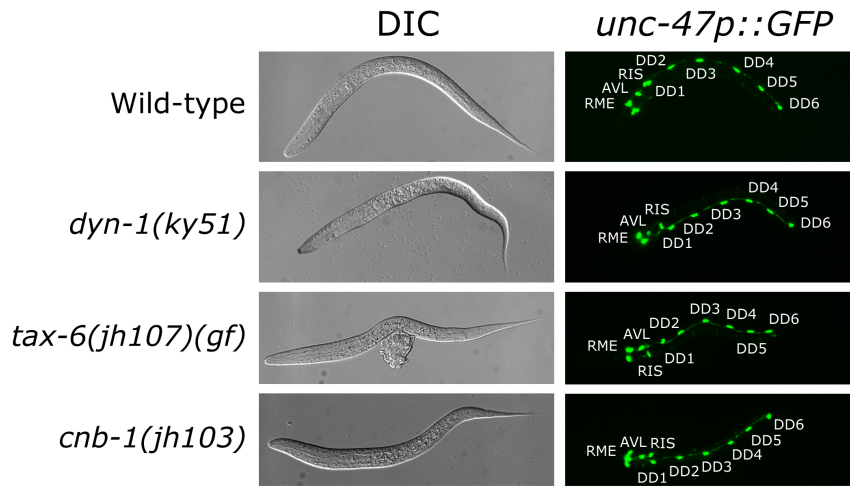 DIC unc-47p::GFP
Wild-type
RME AVL RIS DD1 DD2 DD3 DD4 DD5 DD6
dyn-1(ky51)
RME AVL RIS DD1 DD2 DD3 DD4 DD5 DD6
tax-6(jh107)(gf)
RME AVL RIS DD1 DD2 DD3 DD4 DD5 DD6
cnb-1(jh103)
RME AVL RIS DD1 DD2 DD3 DD4 DD5 DD6